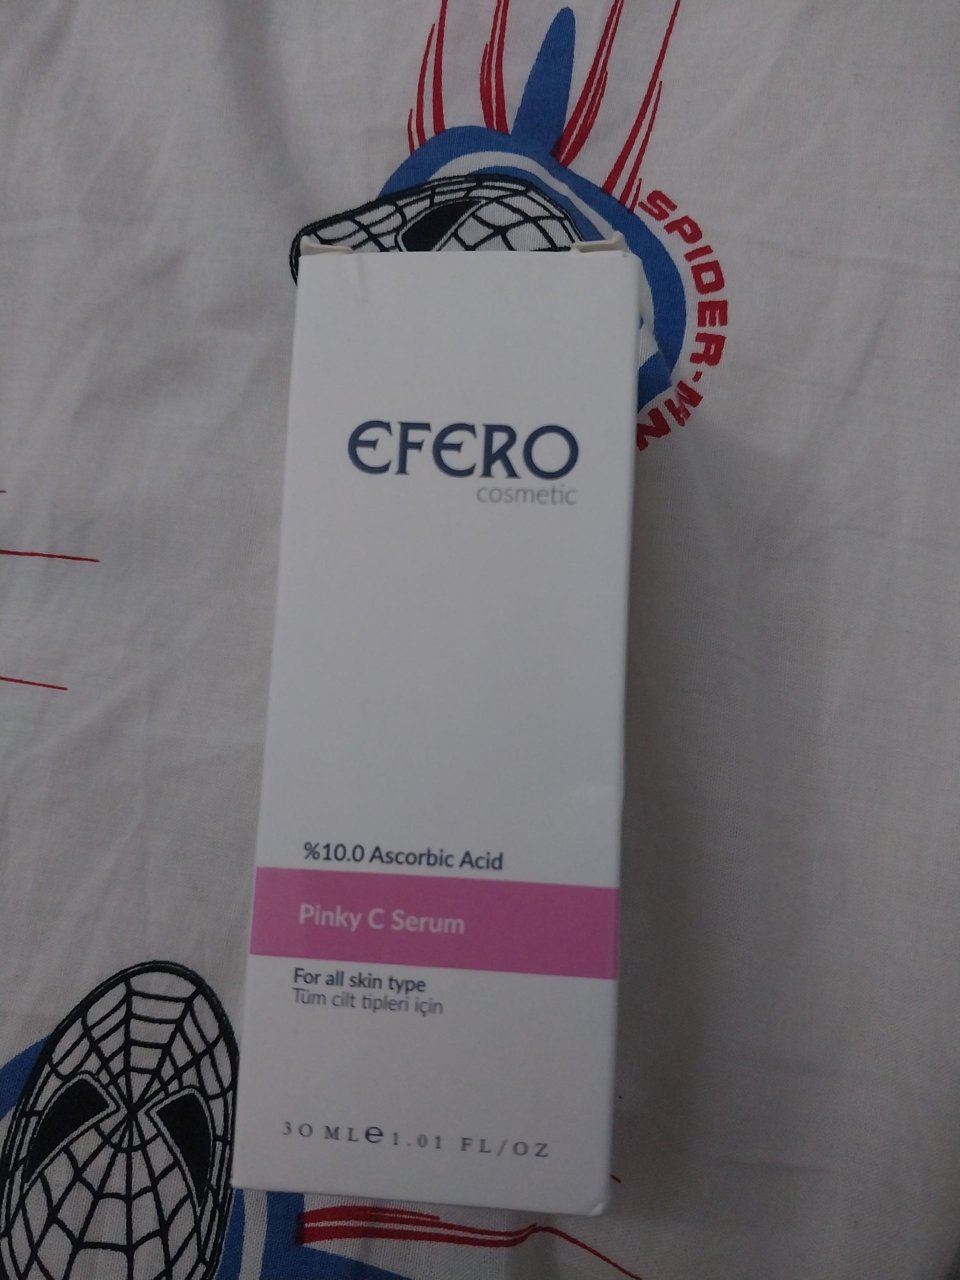 SPIDER-MN
EFERO
cosmetic
%10.0 Ascorbic Acid
Pinky C Serum
For all skin type
Tüm cilt tipleri için
30 ML e 1.01 FL/OZ